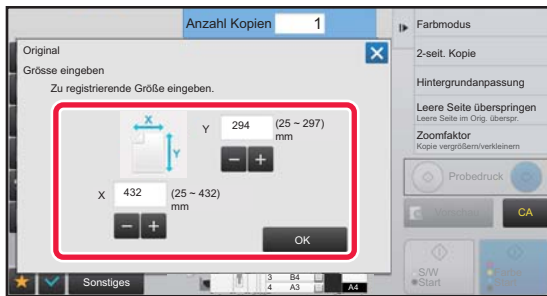 Anzahl Kopien 1
Original
Grösse eingeben
Zu registrierende Größe eingeben.
X
Y
Y 294 (25 ~ 297)
mm
X 432 (25 ~ 432)
mm
OK
Sonstiges
3 B4
4 A3
A4
Farbmodus
2-seit. Kopie
Hintergrundanpassung
Leere Seite überspringen
Leere Seite im Orig. überspr.
Zoomfaktor
Kopie vergrößern/verkleinern
Probedruck
Vorschau
CA
S/W
Start